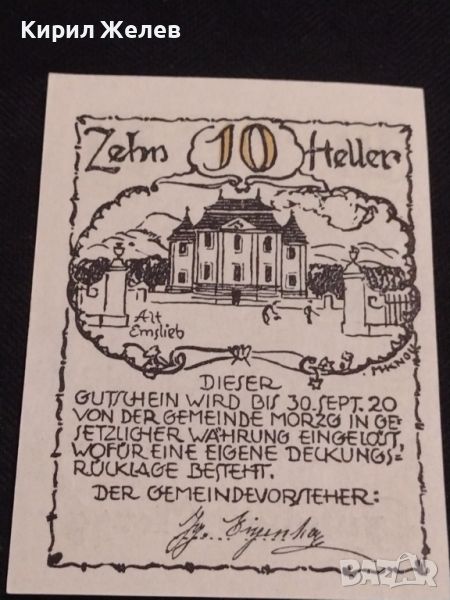 Кирил Желев
Zehn 10 Heller
Alt
Emslieb
DIESER
GUTSCHEIN WIRD BIS 30. SEPT. 20
VON DER GEMEINDE MORZG IN GE-
SETZLICHER WÄHRUNG EINGELÖST,
WOFÜR EINE EIGENE DECKUNGS-
RÜCKLAGE BESTEHT.
DER GEMEINDEVORSTEHER:
BAZAR